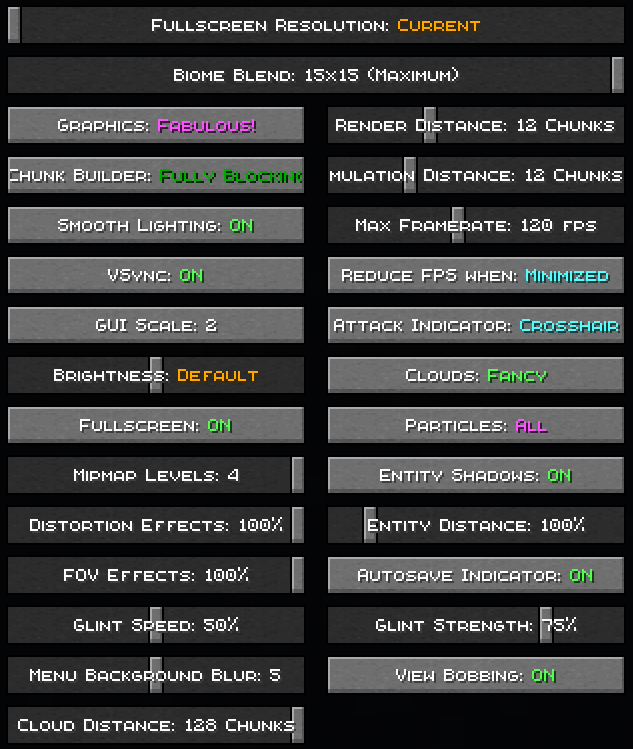 Fullscreen Resolution: Current
Biome Blend: 15x15 (Maximum)
Graphics: Fabulous!
Render Distance: 12 Chunks
Chunk Builder: Fully Blocking
mulation Distance: 12 Chunks
Smooth Lighting: ON
Max Framerate: 120 fps
VSync: ON
Reduce FPS when: Minimized
GUI Scale: 2
Attack Indicator: Crosshair
Brightness: Default
Clouds: Fancy
Fullscreen: ON
Particles: All
Mipmap Levels: 4
Entity Shadows: ON
Distortion Effects: 100%
Entity Distance: 100%
FOV Effects: 100%
Autosave Indicator: ON
Glint Speed: 50%
Glint Strength: 75%
Menu Background Blur: 5
View Bobbing: ON
Cloud Distance: 128 Chunks